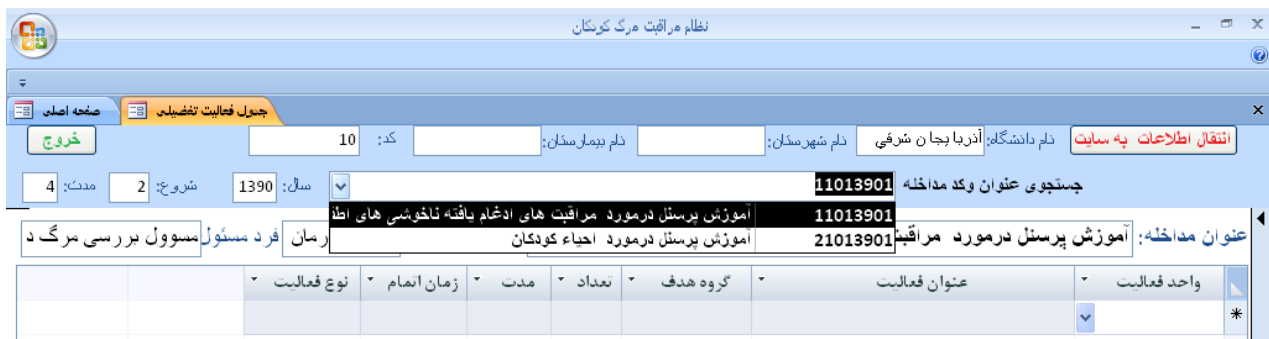 نظام مراقبت مرگ کودکان
جدول فعالیت تفضیلی صفحه اصلی
انتقال اطلاعات به سایت نام دانشگاه: آذربایجان شرقی نام شهرستان: نام بیمارستان: کد: 10 خروج
جستجوی عنوان وکد مداخله 11013901 سال: 1390 شروع: 2 مدت: 4
11013901 آموزش پرسنل درمورد مراقبت های ادغام یافته ناخوشی های
21013901 آموزش پرسنل درمورد احیاء کودکان
عنوان مداخله: آموزش پرسنل درمورد مراقبت رمان فرد مسئول مسوول بررسی مرگ د
واحد فعالیت عنوان فعالیت گروه هدف تعداد مدت زمان اتمام نوع فعالیت